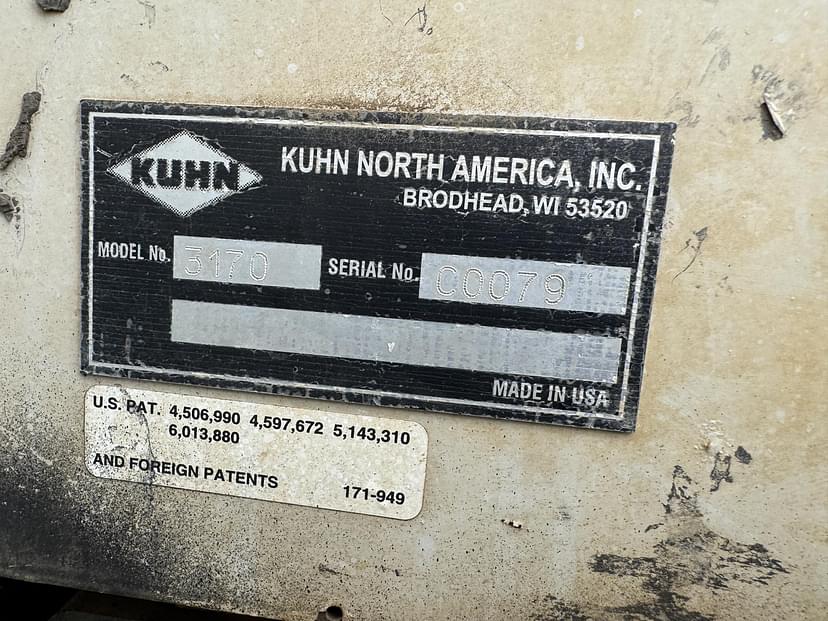 KUHN
KUHN NORTH AMERICA, INC.
BRODHEAD, WI 53520
MODEL No. 3170 SERIAL No. C0079
MADE IN USA
U.S. PAT. 4,506,990 4,597,672 5,143,310
6,013,880
AND FOREIGN PATENTS 171-949